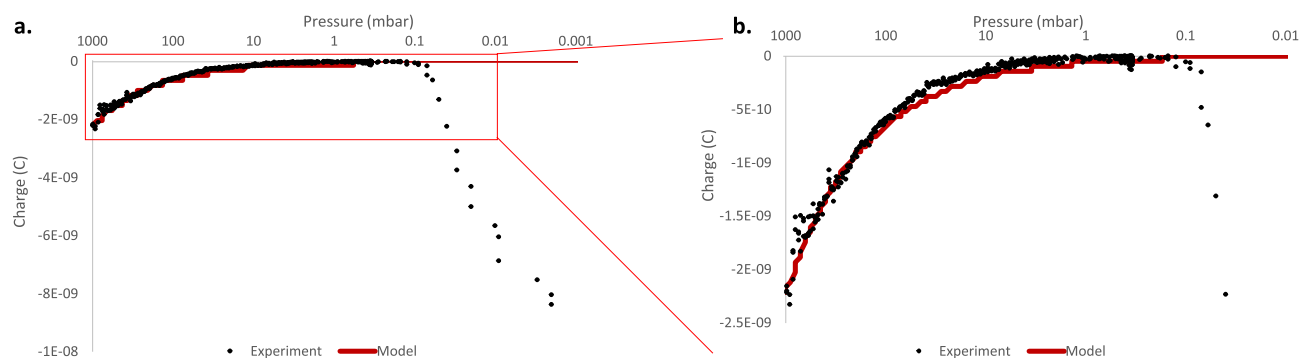 a.
Pressure (mbar)
1000 100 10 1 0.1 0.01 0.001
0
-2E-09
-4E-09
-6E-09
-8E-09
-1E-08
Charge (C)
Experiment Model
b.
Pressure (mbar)
1000 100 10 1 0.1 0.01
0
-5E-10
-1E-09
-1.5E-09
-2E-09
-2.5E-09
Charge (C)
Experiment Model